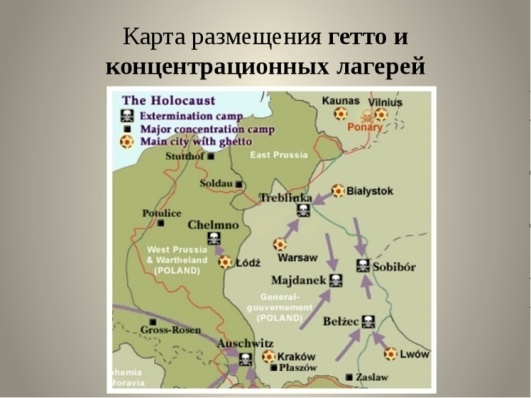 Карта размещения гетто и
концентрационных лагерей
The Holocaust
Extermination camp
Major concentration camp
Main city with ghetto
Kaunas
Vilnius
Ponary
East Prussia
Stutthof
Soldau
Treblinka
Białystok
Potulice
Chelmno
West Prussia
& Wartheland
(POLAND)
Łódź
Warsaw
Sobibór
Majdanek
General-
gouvernement
(POLAND)
Bełżec
Gross-Rosen
Auschwitz
Kraków
Lwów
Płaszów
Zaslaw
ohemia
Moravia